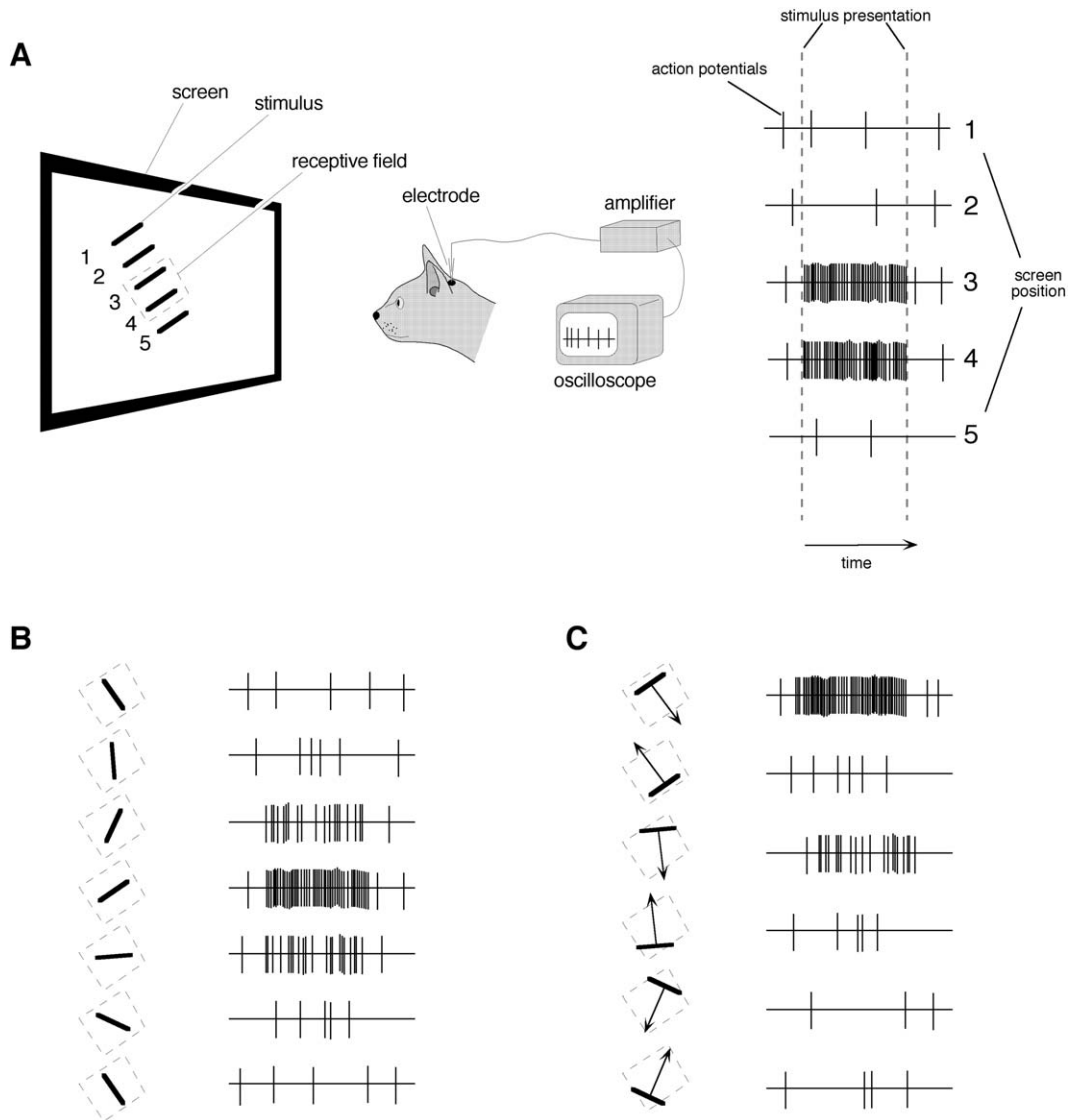 A
screen
stimulus
receptive field
1
2
3
4
5
electrode
amplifier
oscilloscope
stimulus presentation
action potentials
1
2
3
4
5
screen
position
time
B
C